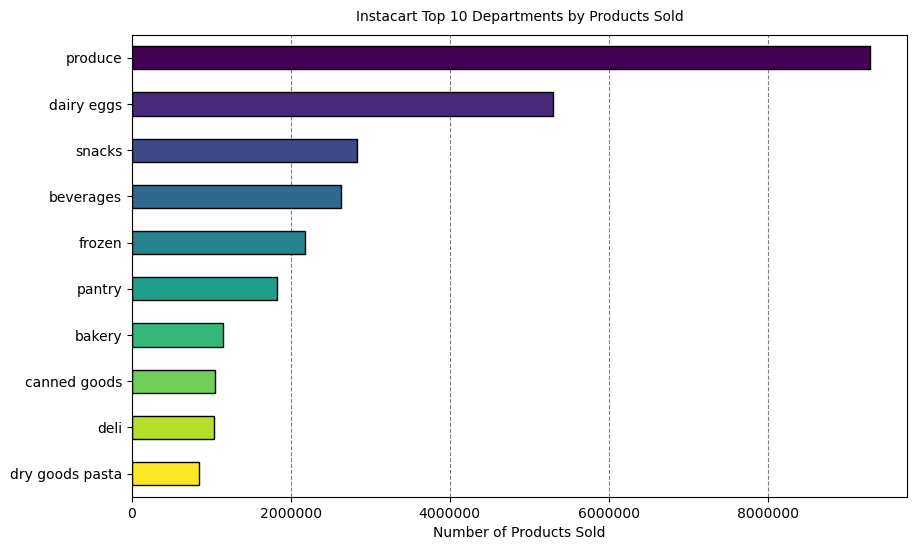 Instacart Top 10 Departments by Products Sold
produce
dairy eggs
snacks
beverages
frozen
pantry
bakery
canned goods
deli
dry goods pasta
0 2000000 4000000 6000000 8000000
Number of Products Sold